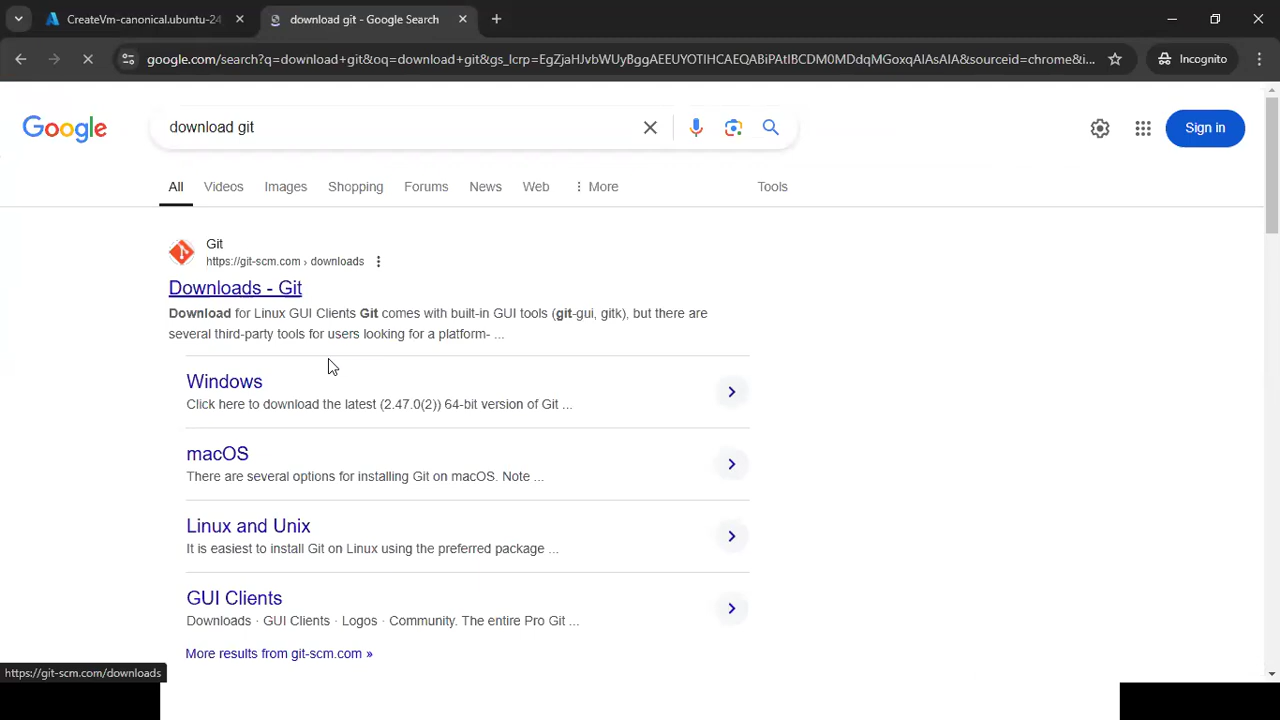 CreateVm-canonical.ubuntu-24
download git - Google Search
google.com/search?q=download+git&oq=download+git&gs_lcrp=EgZjaHJvbWUyBggAEEUYOTIHCAEQABiPAtIBCDM0MDdqMGoxqAIAsAIA&sourceid=chrome&i...
Incognito
Google
download git
Sign in
All
Videos
Images
Shopping
Forums
News
Web
More
Tools
Git
https://git-scm.com › downloads
Downloads - Git
Download for Linux GUI Clients Git comes with built-in GUI tools (git-gui, gitk), but there are
several third-party tools for users looking for a platform- ...
Windows
Click here to download the latest (2.47.0(2)) 64-bit version of Git ...
macOS
There are several options for installing Git on macOS. Note ...
Linux and Unix
It is easiest to install Git on Linux using the preferred package ...
GUI Clients
Downloads · GUI Clients · Logos · Community. The entire Pro Git ...
More results from git-scm.com »
https://git-scm.com/downloads